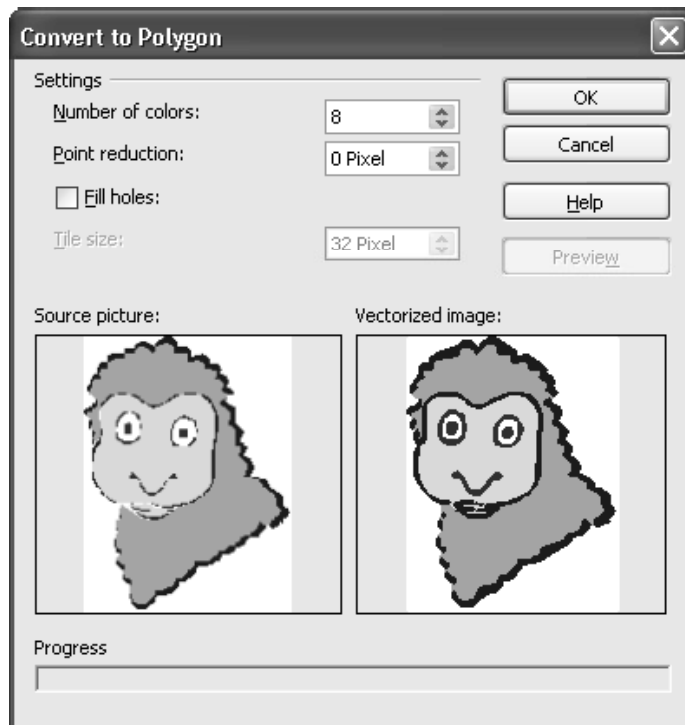 Convert to Polygon
Settings
Number of colors:
8
OK
Point reduction:
0 Pixel
Cancel
Fill holes:
Help
Tile size:
32 Pixel
Preview
Source picture:
Vectorized image:
Progress